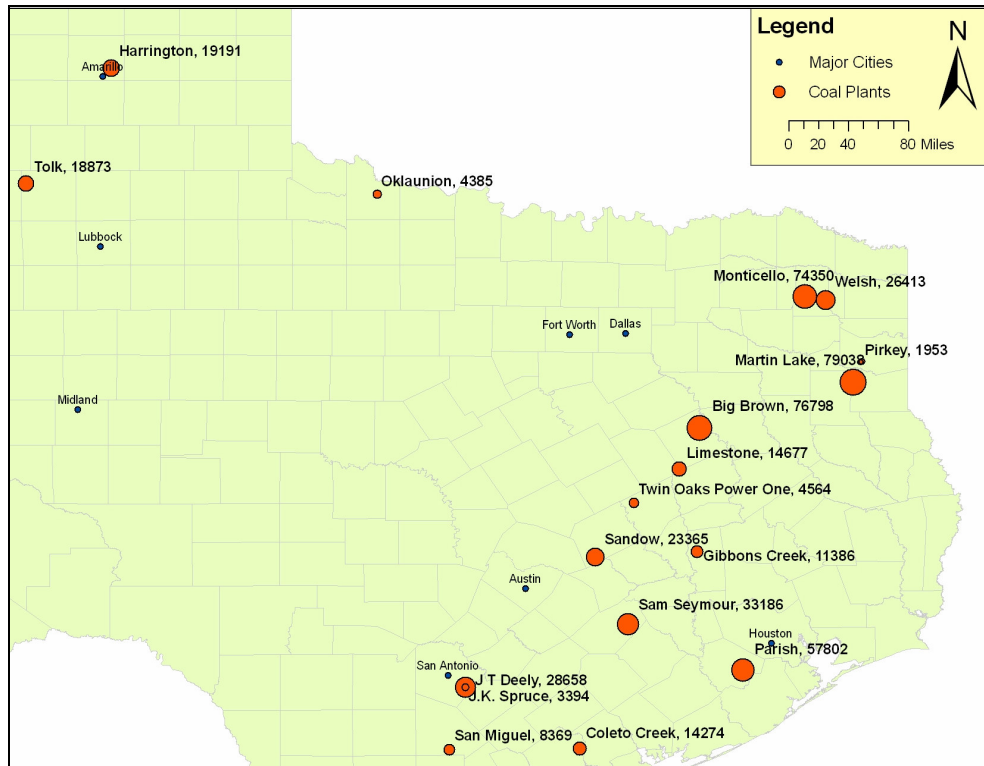 Legend
N
Major Cities
Coal Plants
0 20 40 80 Miles
Harrington, 19191
Amarillo
Tolk, 18873
Oklaunion, 4385
Lubbock
Monticello, 74350
Welsh, 26413
Fort Worth
Dallas
Pirkey, 1953
Martin Lake, 79038
Midland
Big Brown, 76798
Limestone, 14677
Twin Oaks Power One, 4564
Sandow, 23365
Gibbons Creek, 11386
Austin
Sam Seymour, 33186
Houston
Parish, 57802
San Antonio
J T Deely, 28658
J.K. Spruce, 3394
San Miguel, 8369
Coleto Creek, 14274